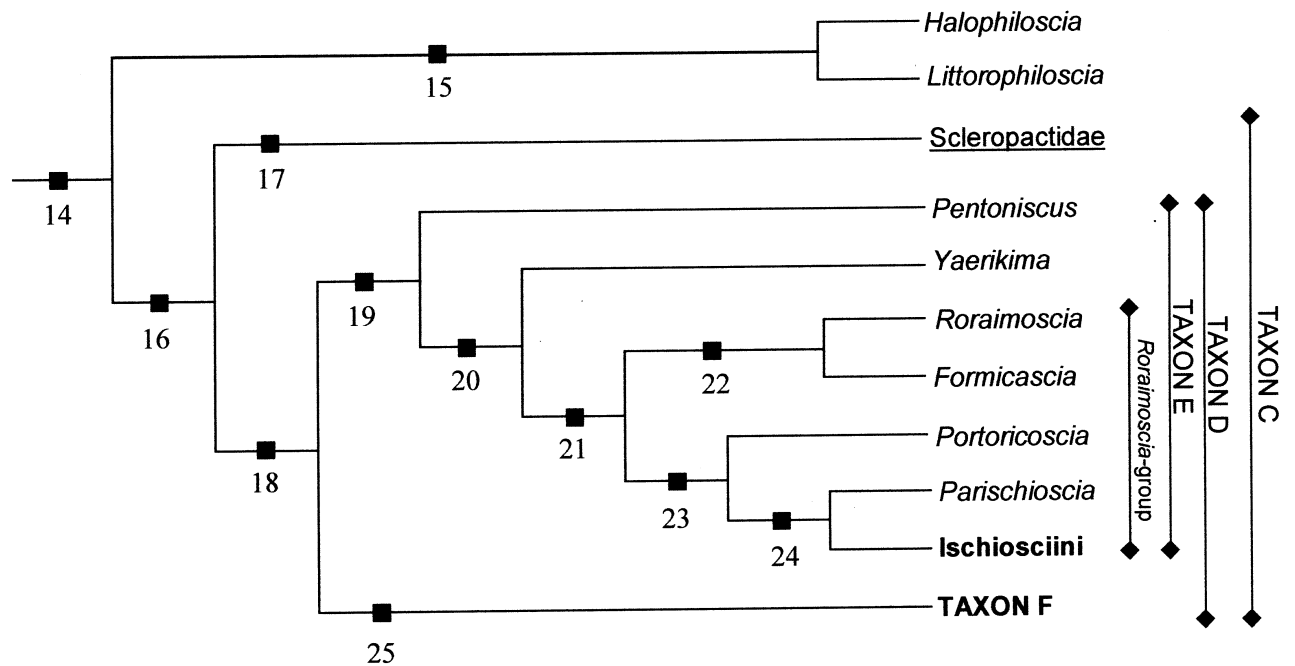 Halophiloscia
15
Littorophiloscia
Scleropactidae
17
14
Pentoniscus
19
Yaerikima
16
Roraimoscia
20
22
Formicascia
21
Portoricoscia
18
Parischioscia
23
24
Ischiosciini
TAXON F
25
Roraimoscia-group
TAXON E
TAXON D
TAXON C